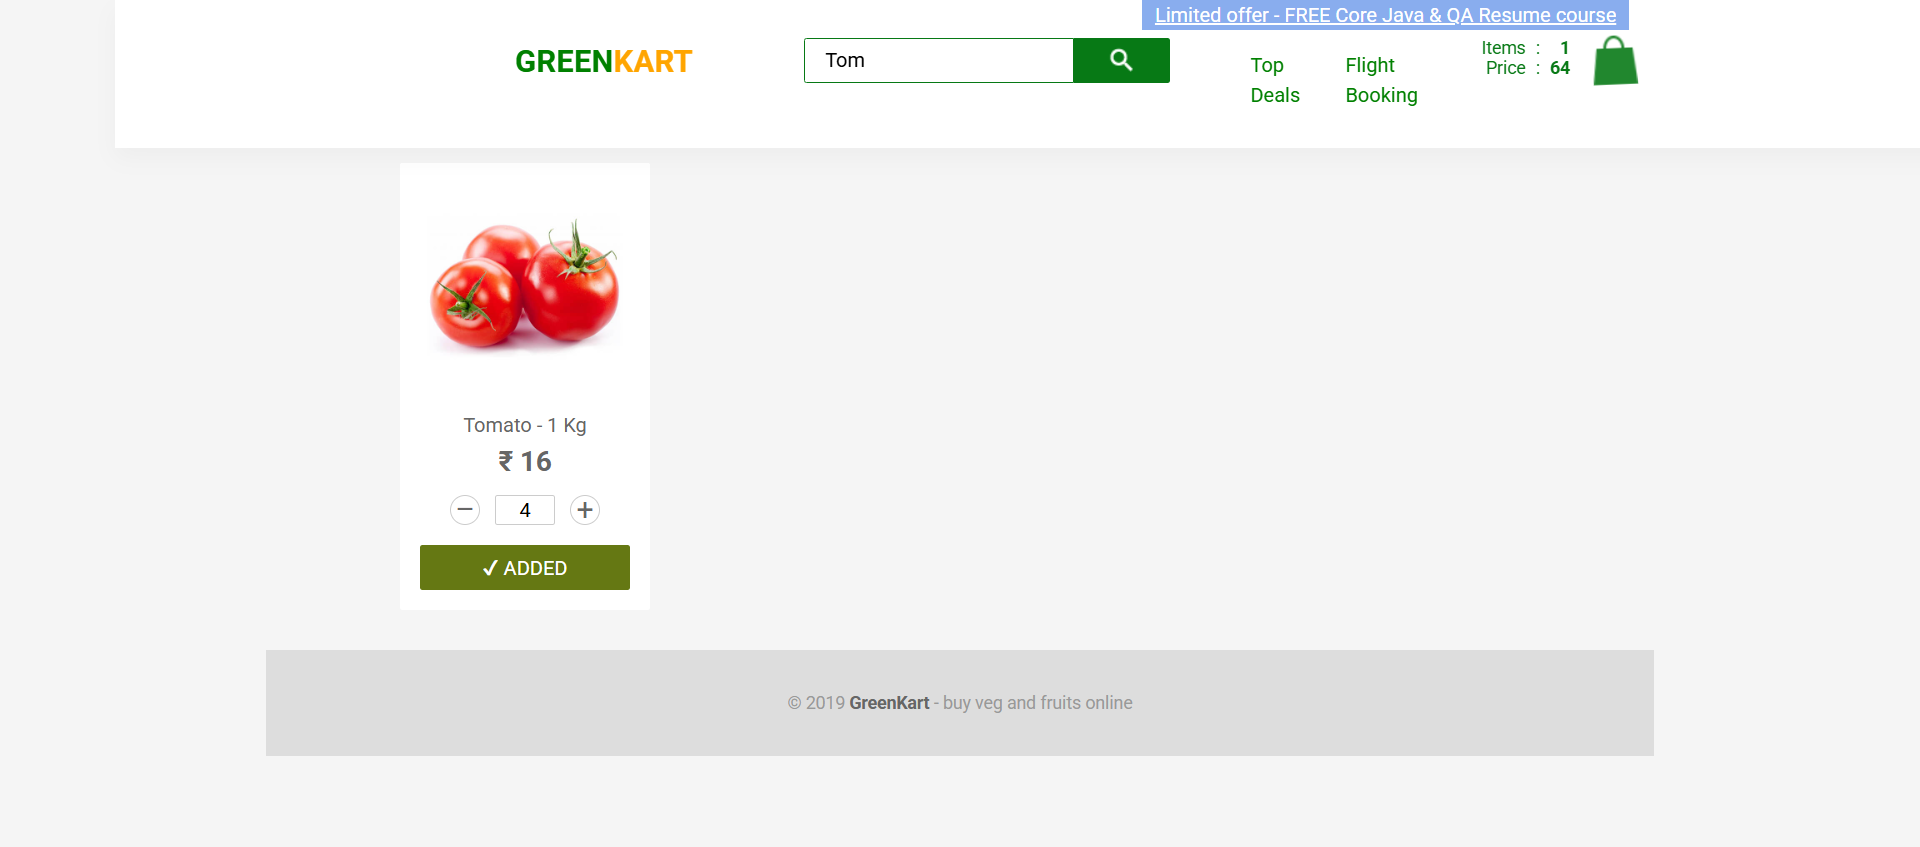 Limited offer - FREE Core Java & QA Resume course
GREENKART
Tom
Top
Deals
Flight
Booking
Items : 1
Price : 64
Tomato - 1 Kg
₹ 16
− 4 +
✓ ADDED
© 2019 GreenKart - buy veg and fruits online